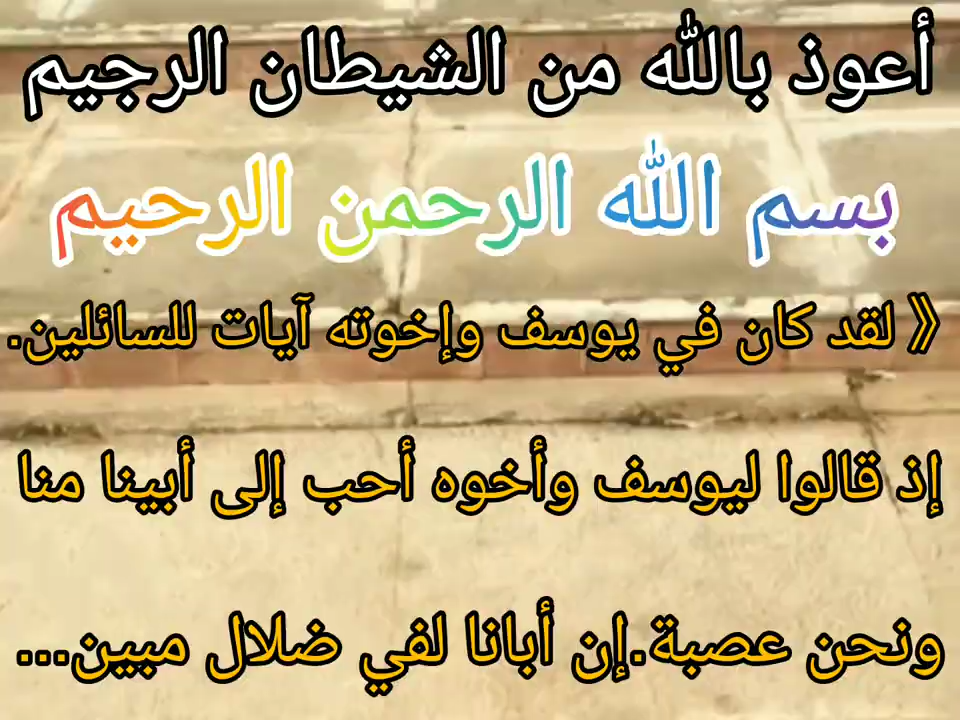 أعوذ بالله من الشيطان الرجيم
بسم الله الرحمن الرحيم
《 لقد كان في يوسف وإخوته آيات للسائلين.
إذ قالوا ليوسف وأخوه أحب إلى أبينا منا
ونحن عصبة.إن أبانا لفي ضلال مبين...